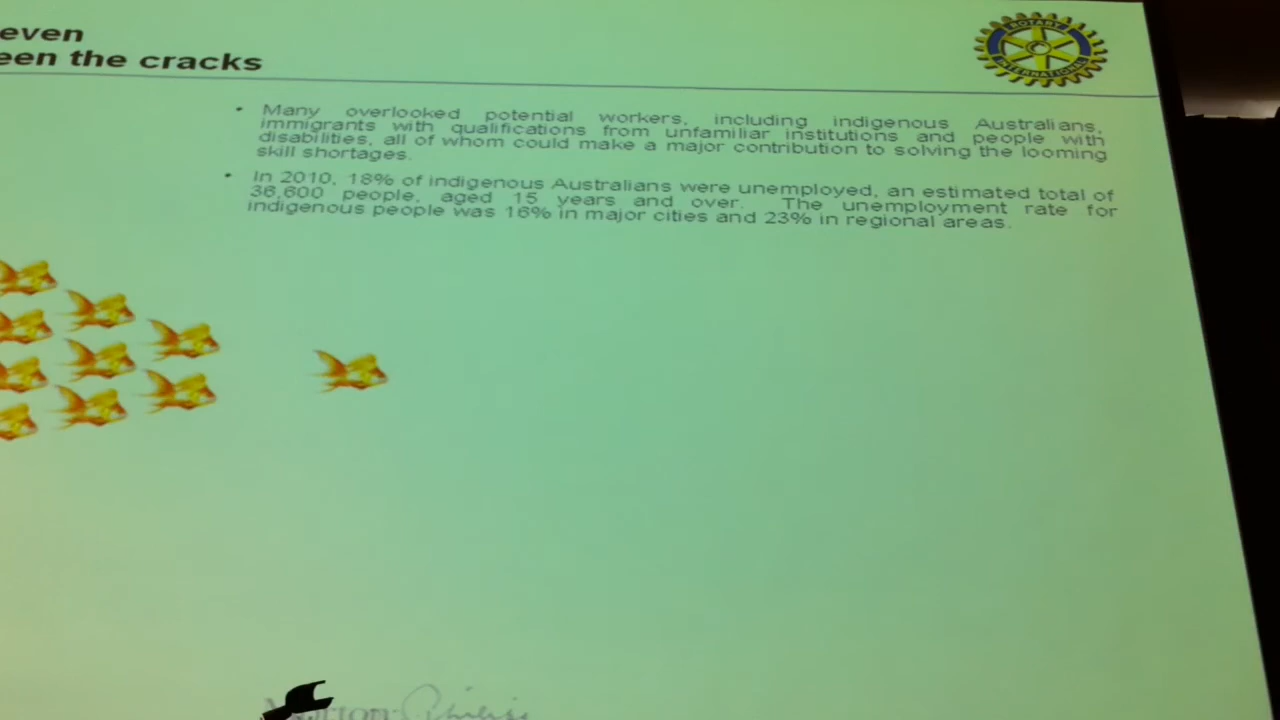 even
een the cracks
ROTARY
INTERNATIONAL
• Many overlooked potential workers, including indigenous Australians,
immigrants with qualifications from unfamiliar institutions and people with
disabilities, all of whom could make a major contribution to solving the looming
skill shortages.
• In 2010, 18% of indigenous Australians were unemployed, an estimated total of
36,600 people, aged 15 years and over. The unemployment rate for
indigenous people was 16% in major cities and 23% in regional areas.
Philips